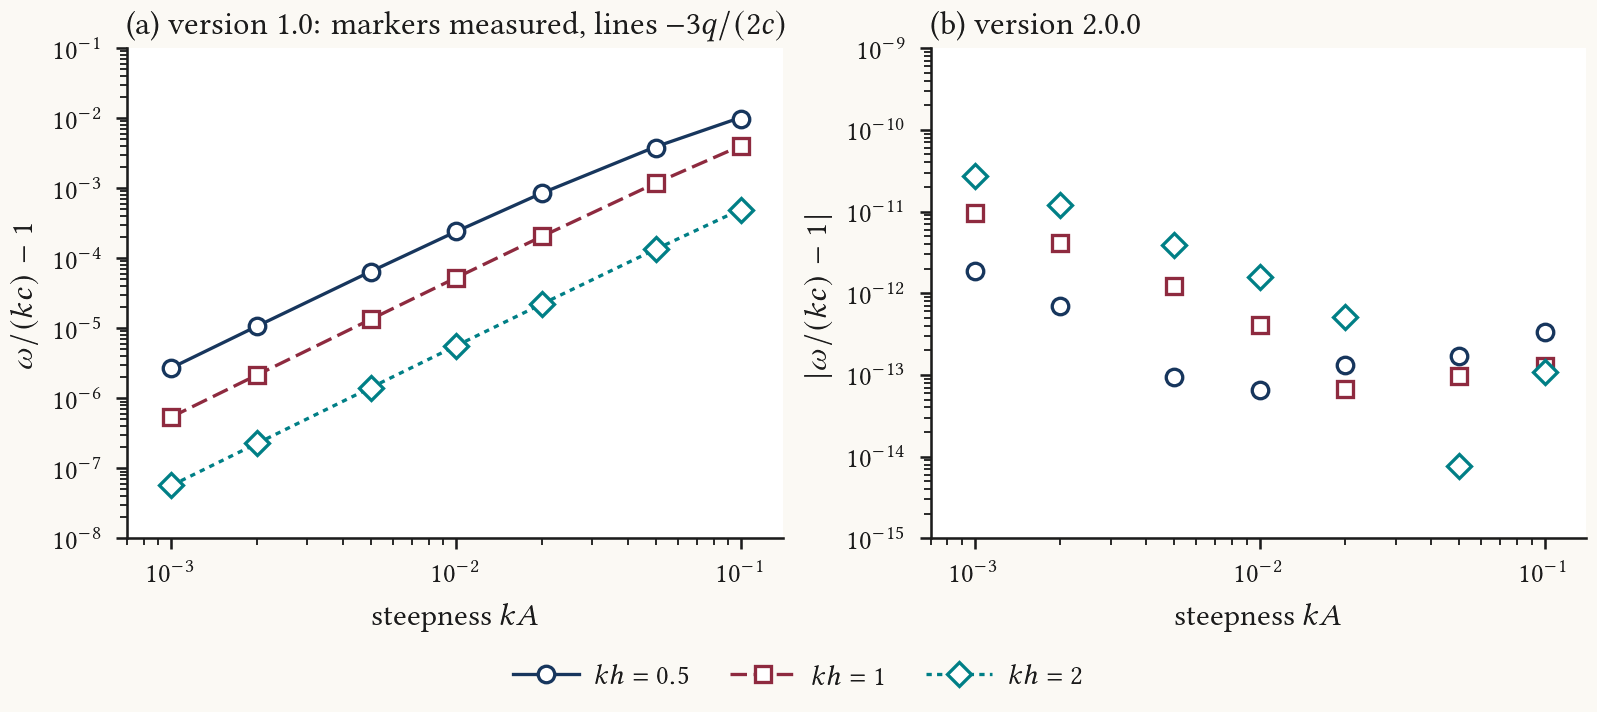 (a) version 1.0: markers measured, lines −3q/(2c)
10⁻¹
10⁻²
10⁻³
10⁻⁴
10⁻⁵
10⁻⁶
10⁻⁷
10⁻⁸
ω/(kc) − 1
10⁻³
10⁻²
10⁻¹
steepness kA
(b) version 2.0.0
10⁻⁹
10⁻¹⁰
10⁻¹¹
10⁻¹²
10⁻¹³
10⁻¹⁴
10⁻¹⁵
|ω/(kc) − 1|
10⁻³
10⁻²
10⁻¹
steepness kA
kh = 0.5
kh = 1
kh = 2